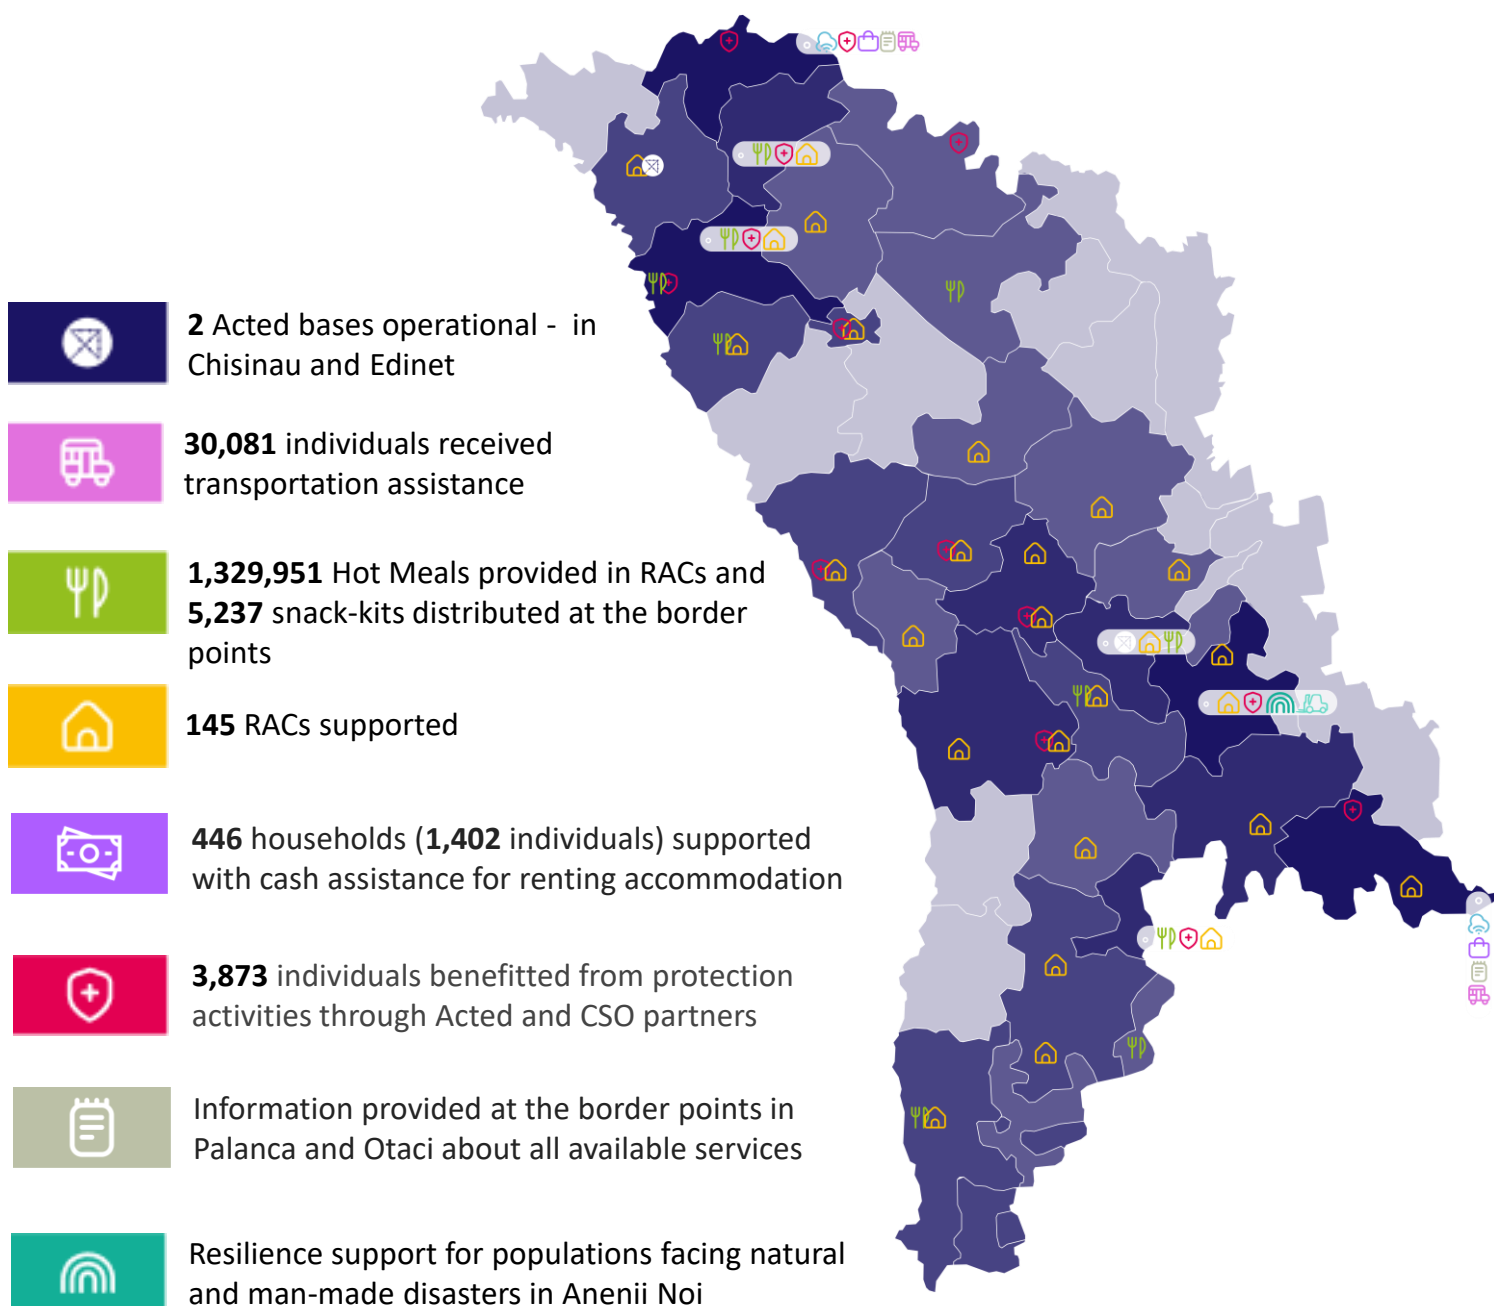 2 Acted bases operational - in
Chisinau and Edinet
30,081 individuals received
transportation assistance
1,329,951 Hot Meals provided in RACs and
5,237 snack-kits distributed at the border
points
145 RACs supported
446 households (1,402 individuals) supported
with cash assistance for renting accommodation
3,873 individuals benefitted from protection
activities through Acted and CSO partners
Information provided at the border points in
Palanca and Otaci about all available services
Resilience support for populations facing natural
and man-made disasters in Anenii Noi